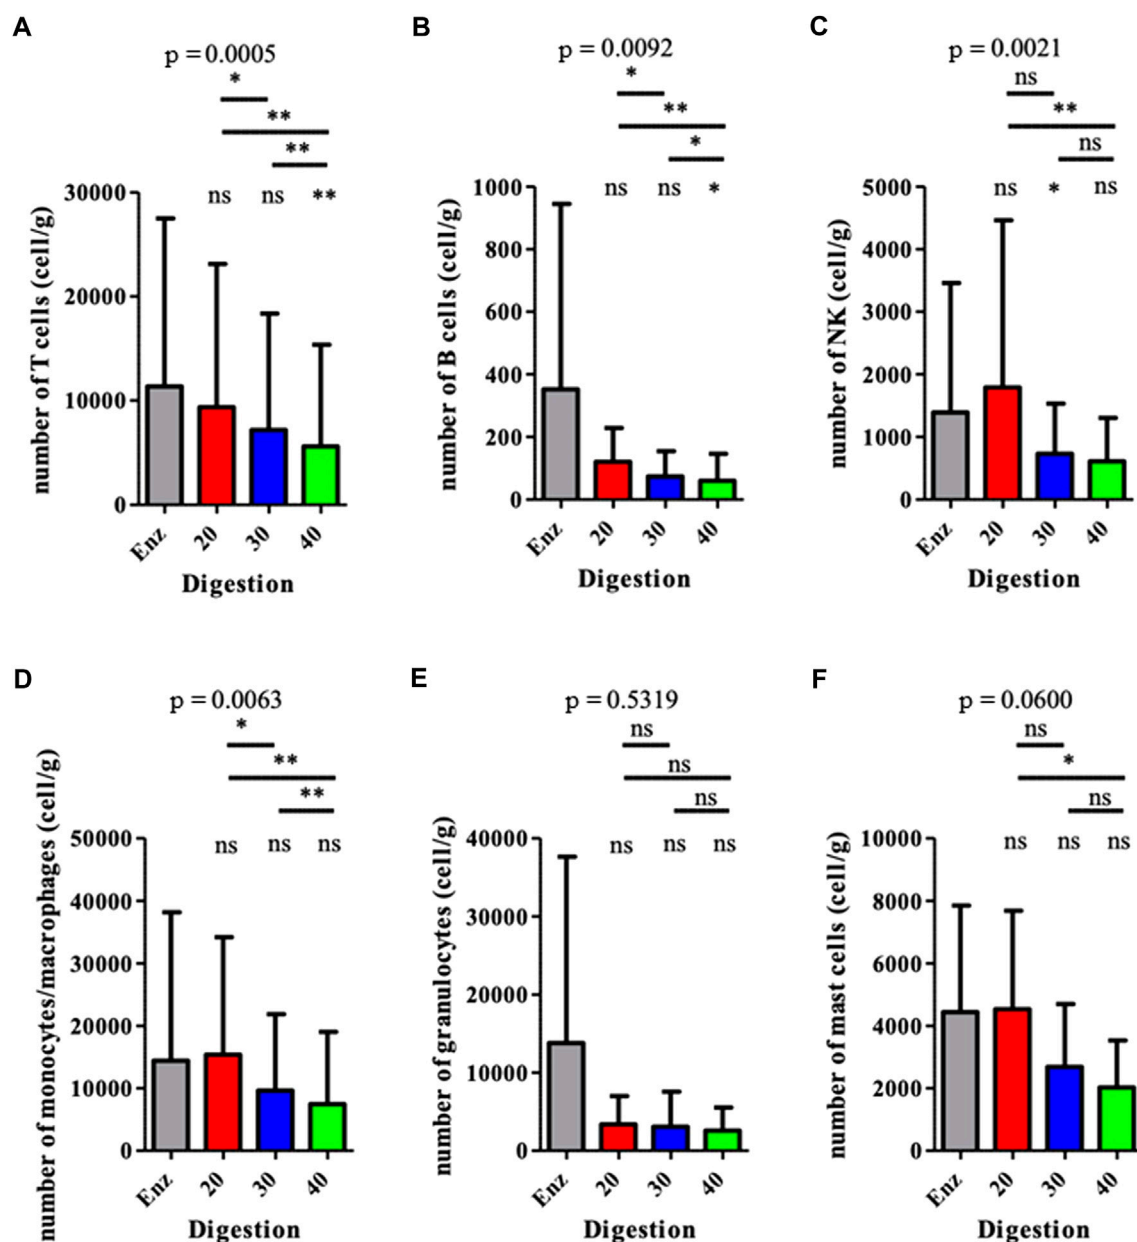 A
p = 0.0005
*
**
**
ns ns **
number of T cells (cell/g)
30000
20000
10000
0
Enz 20 30 40
Digestion
B
p = 0.0092
*
**
*
ns ns *
number of B cells (cell/g)
1000
800
600
400
200
0
Enz 20 30 40
Digestion
C
p = 0.0021
ns
**
ns
ns * ns
number of NK (cell/g)
5000
4000
3000
2000
1000
0
Enz 20 30 40
Digestion
D
p = 0.0063
*
**
**
ns ns ns
number of monocytes/macrophages (cell/g)
50000
40000
30000
20000
10000
0
Enz 20 30 40
Digestion
E
p = 0.5319
ns
ns
ns
ns ns ns
number of granulocytes (cell/g)
40000
30000
20000
10000
0
Enz 20 30 40
Digestion
F
p = 0.0600
ns
*
ns
ns ns ns
number of mast cells (cell/g)
10000
8000
6000
4000
2000
0
Enz 20 30 40
Digestion